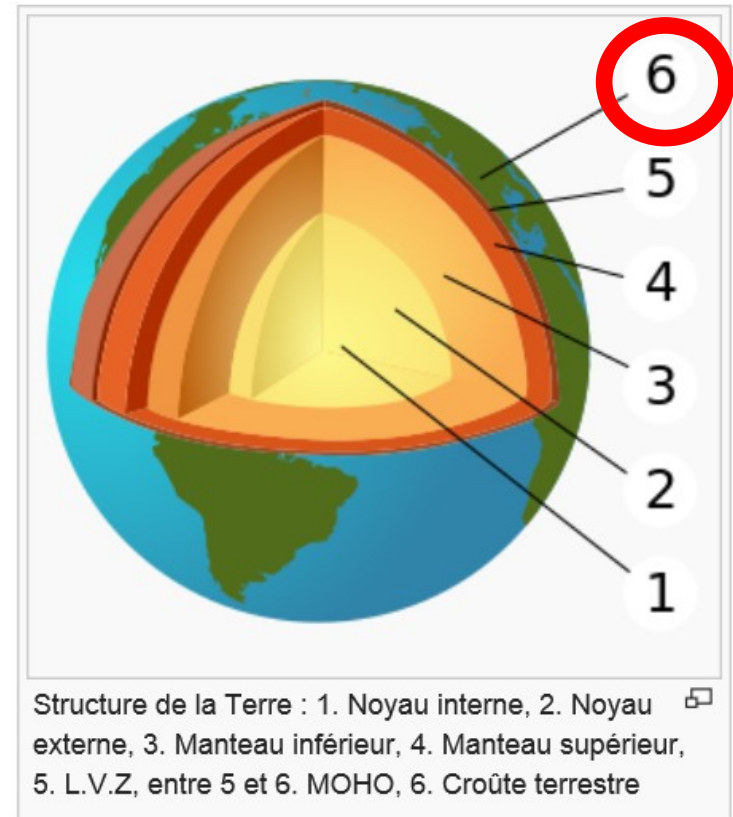 6
5
4
3
2
1
Structure de la Terre : 1. Noyau interne, 2. Noyau
externe, 3. Manteau inférieur, 4. Manteau supérieur,
5. L.V.Z, entre 5 et 6. MOHO, 6. Croûte terrestre